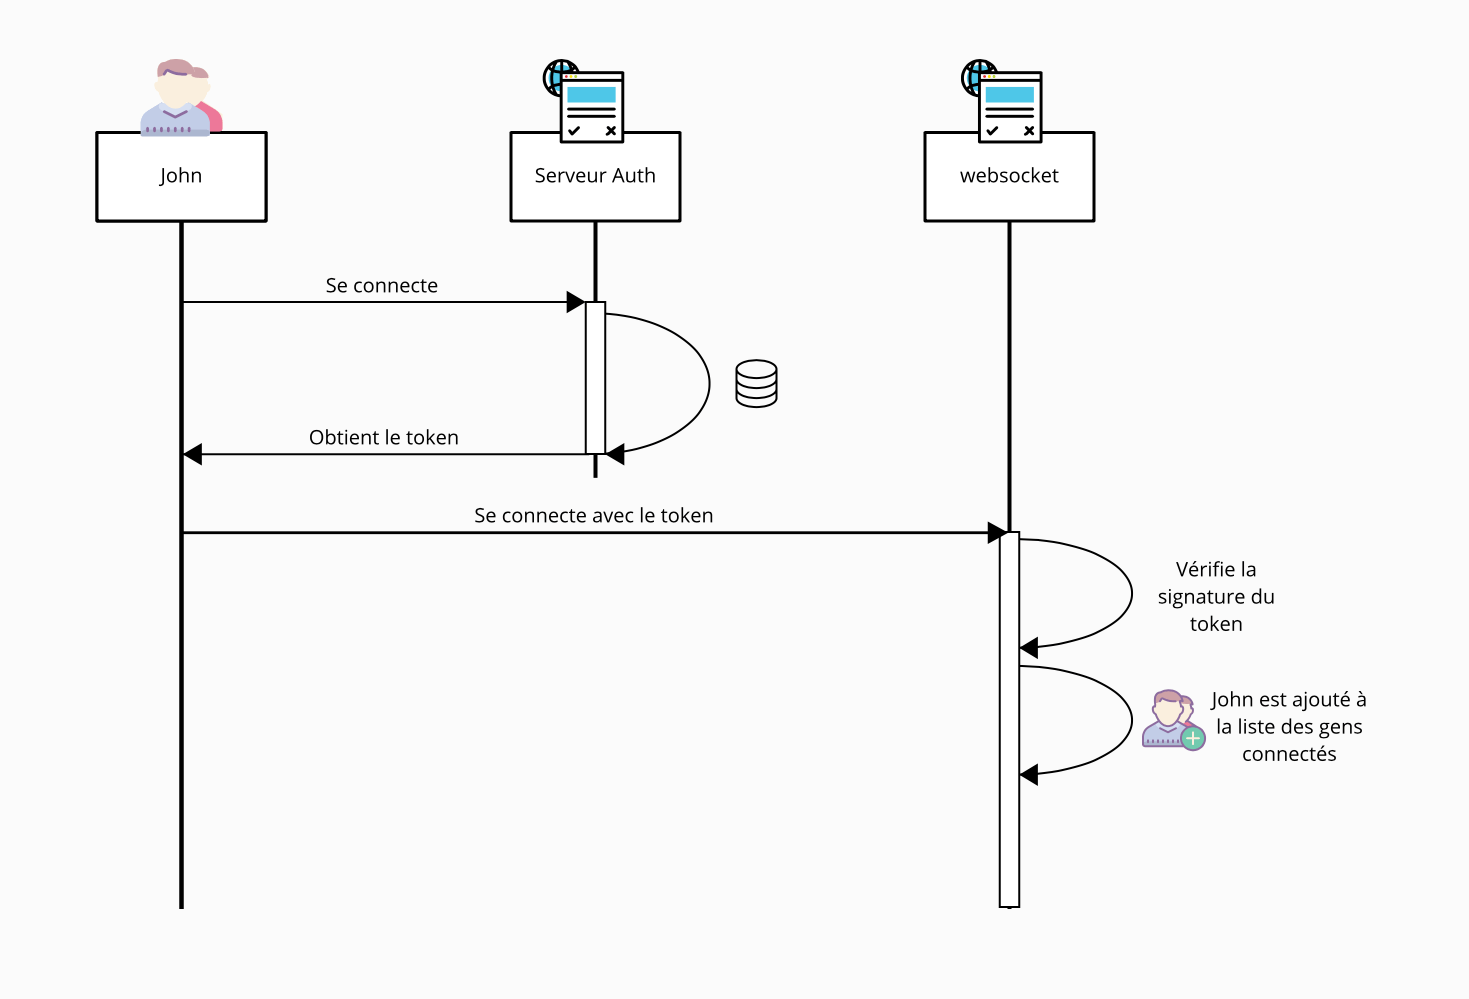 John
Serveur Auth
websocket
Se connecte
Obtient le token
Se connecte avec le token
Vérifie la
signature du
token
John est ajouté à
la liste des gens
connectés